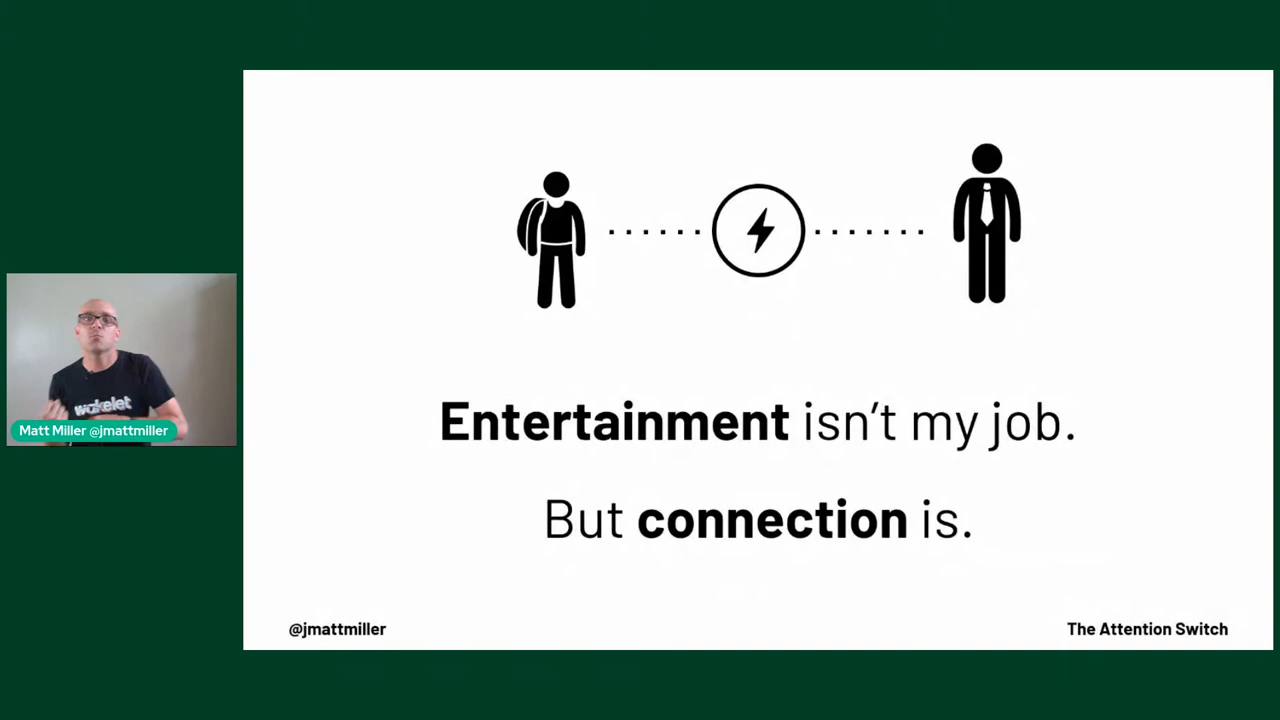 Entertainment isn’t my job.
But connection is.
wakelet
Matt Miller @jmattmiller
@jmattmiller
The Attention Switch